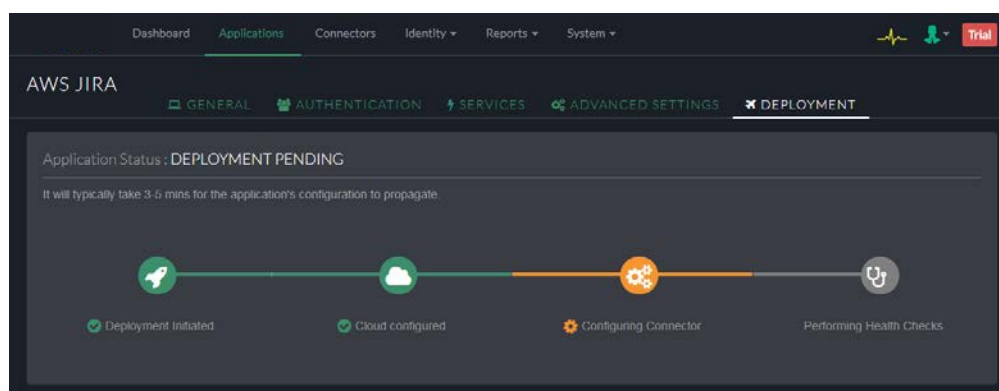 Dashboard Applications Connectors Identity Reports System Trial
AWS JIRA
GENERAL AUTHENTICATION SERVICES ADVANCED SETTINGS DEPLOYMENT
Application Status : DEPLOYMENT PENDING
It will typically take 3-5 mins for the application's configuration to propagate.
Deployment Initiated Cloud configured Configuring Connector Performing Health Checks